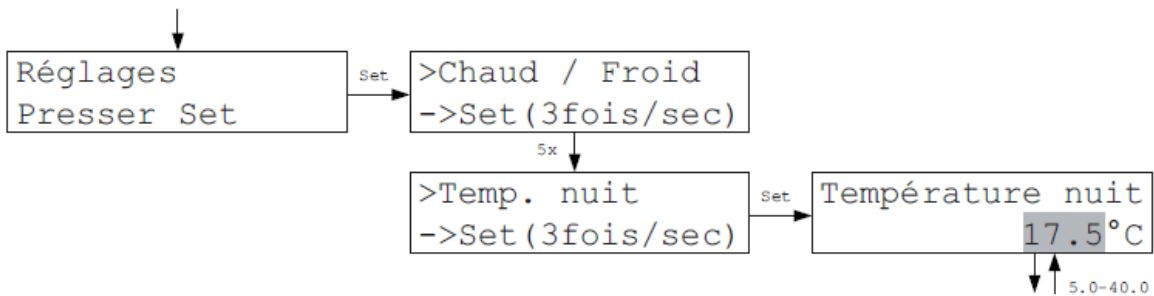 Réglages
Presser Set
Set
>Chaud / Froid
->Set(3fois/sec)
5x
>Temp. nuit
->Set(3fois/sec)
Set
Température nuit
17.5°C
5.0-40.0